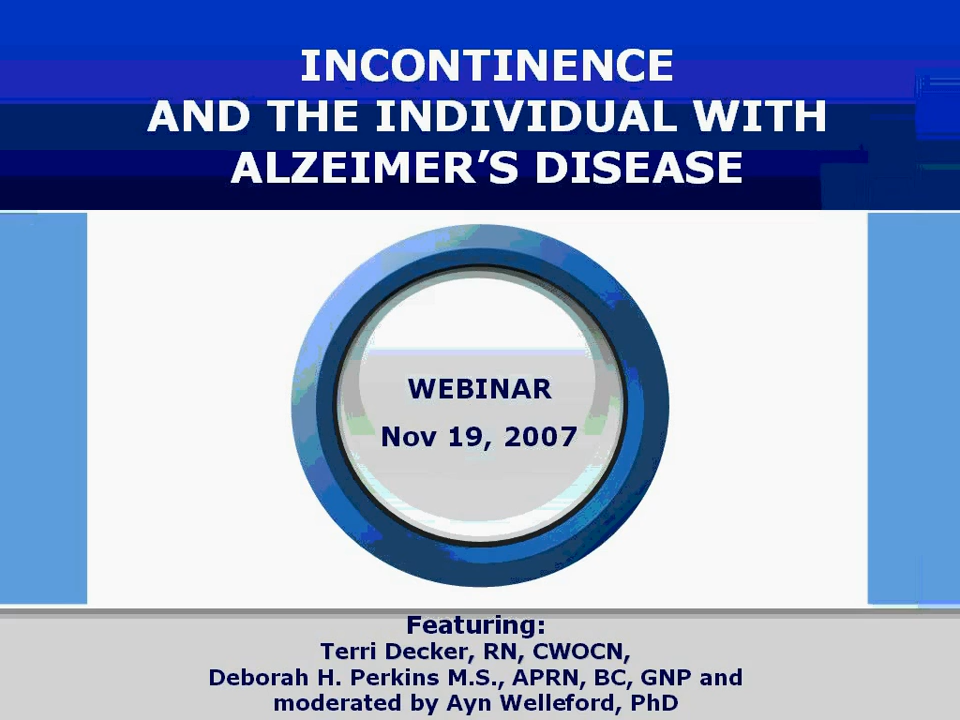 INCONTINENCE
AND THE INDIVIDUAL WITH
ALZEIMER'S DISEASE
WEBINAR
Nov 19, 2007
Featuring:
Terri Decker, RN, CWOCN,
Deborah H. Perkins M.S., APRN, BC, GNP and
moderated by Ayn Welleford, PhD